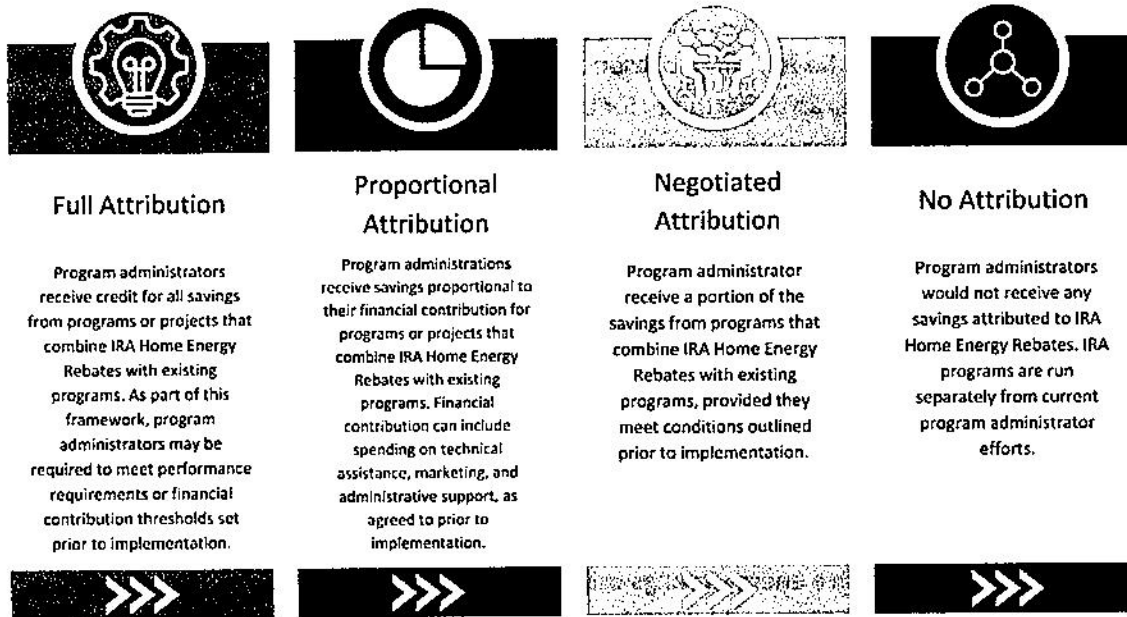 Full Attribution
Program administrators
receive credit for all savings
from programs or projects that
combine IRA Home Energy
Rebates with existing
programs. As part of this
framework, program
administrators may be
required to meet performance
requirements or financial
contribution thresholds set
prior to implementation.
Proportional
Attribution
Program administrations
receive savings proportional to
their financial contribution for
programs or projects that
combine IRA Home Energy
Rebates with existing
programs. Financial
contribution can include
spending on technical
assistance, marketing, and
administrative support, as
agreed to prior to
implementation.
Negotiated
Attribution
Program administrator
receive a portion of the
savings from programs that
combine IRA Home Energy
Rebates with existing
programs, provided they
meet conditions outlined
prior to implementation.
No Attribution
Program administrators
would not receive any
savings attributed to IRA
Home Energy Rebates. IRA
programs are run
separately from current
program administrator
efforts.